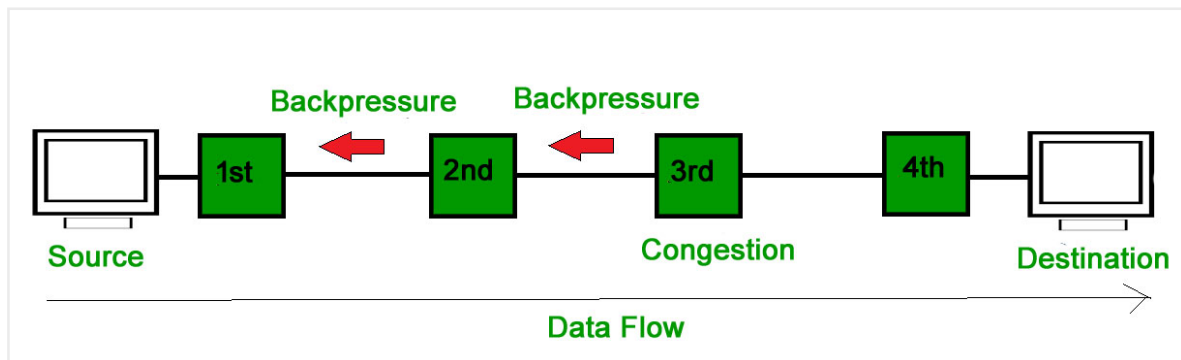 Backpressure
Backpressure
1st
2nd
3rd
4th
Source
Congestion
Destination
Data Flow